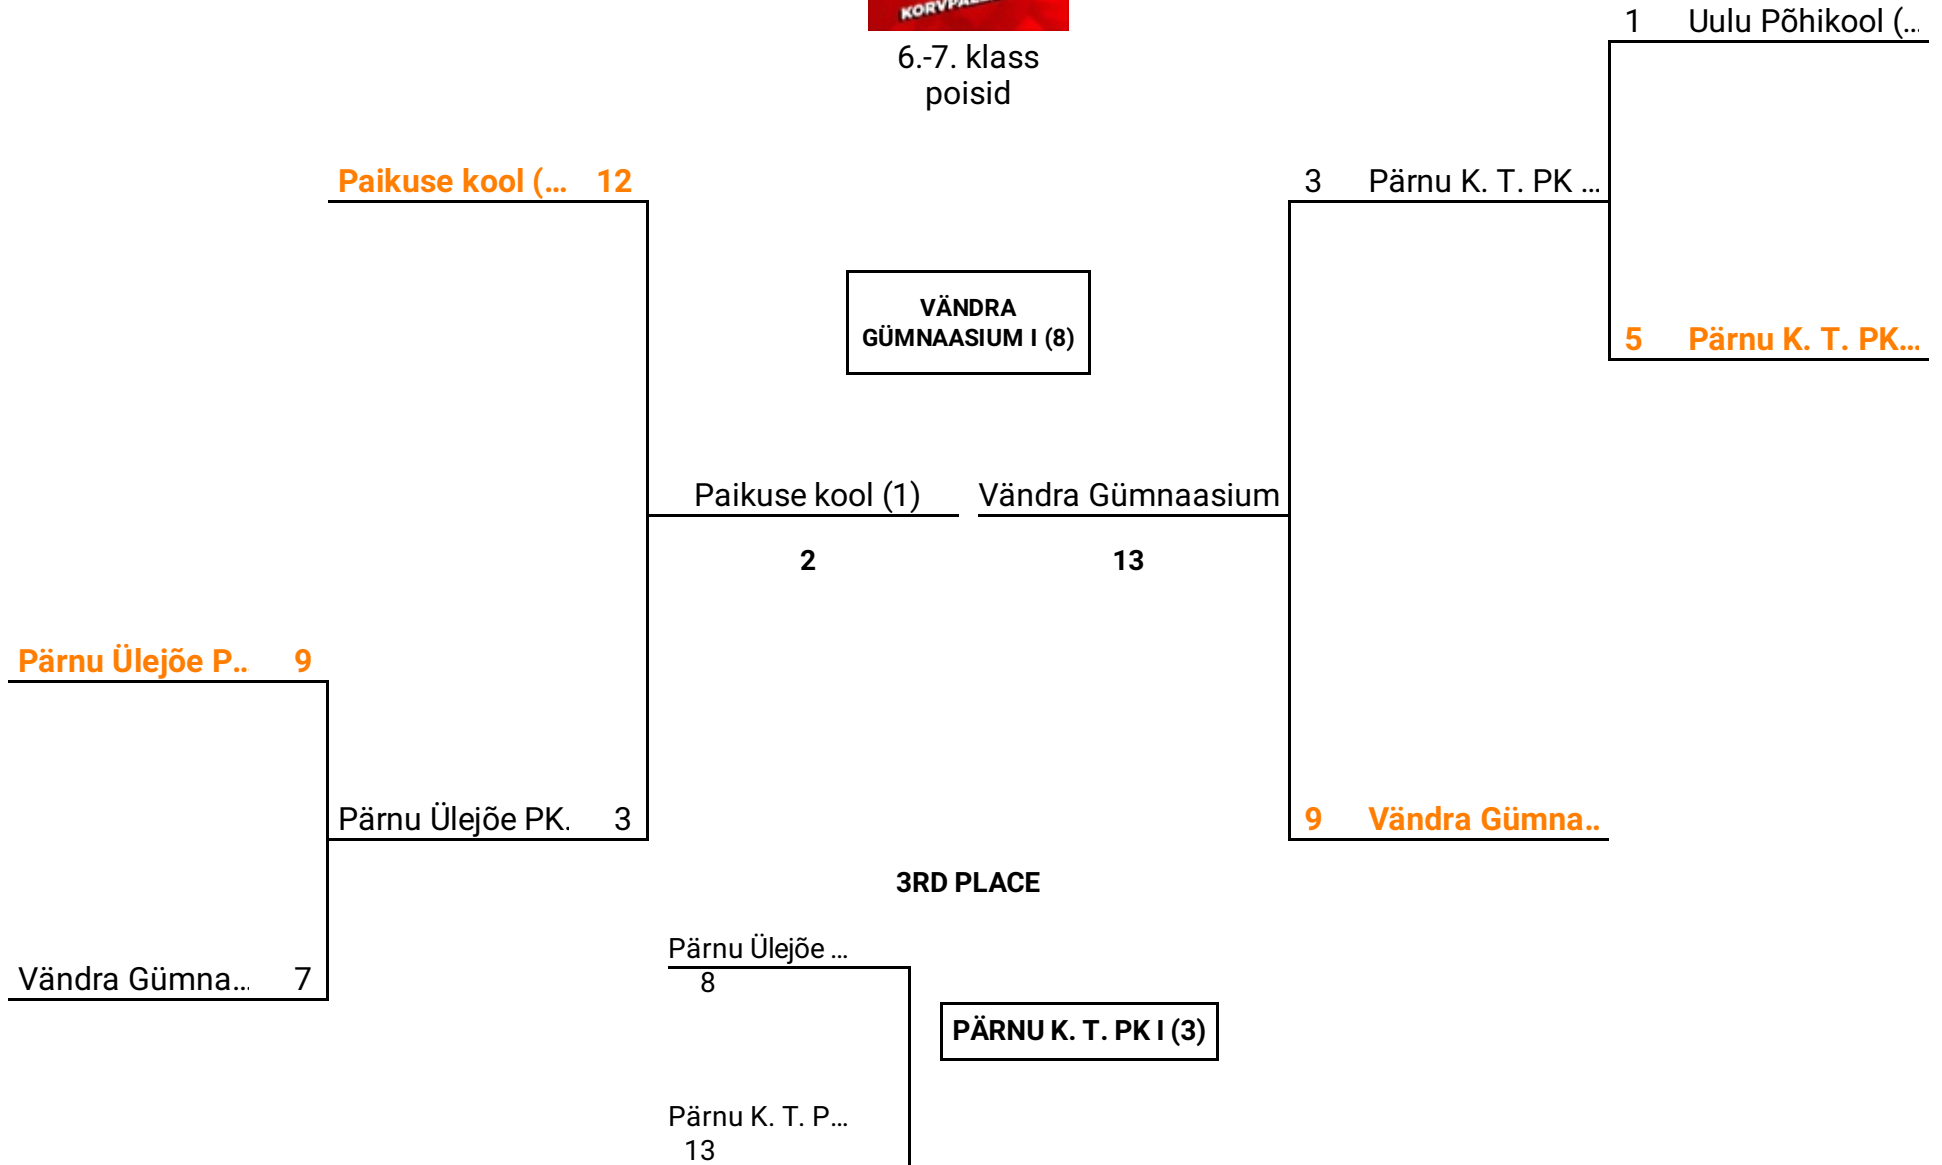 6.-7. klass
poisid
1 Uulu Põhikool (...
Paikuse kool (... 12
3 Pärnu K. T. PK ...
VÄNDRA
GÜMNAASIUM I (8)
5 Pärnu K. T. PK...
Paikuse kool (1)
2
Vändra Gümnaasium
13
Pärnu Ülejõe P.. 9
Pärnu Ülejõe PK. 3
9 Vändra Gümna..
3RD PLACE
Vändra Gümna... 7
Pärnu Ülejõe ...
8
PÄRNU K. T. PK I (3)
Pärnu K. T. P...
13